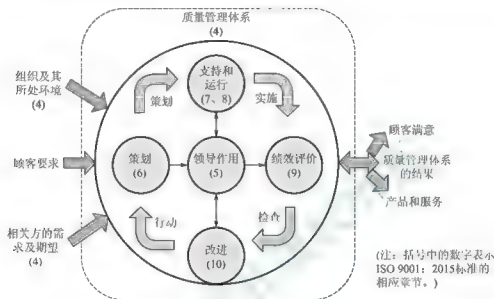 质量管理体系
(4)
组织及其
所处环境
(4)
策划
支持和
运行
(7、8)
实施
顾客要求
策划
(6)
领导作用
(5)
绩效评价
(9)
顾客满意
质量管理体系
的结果
产品和服务
行动
检查
相关方的需
求及期望
(4)
改进
(10)
(注：括号中的数字表示
ISO 9001：2015标准的
相应章节。)